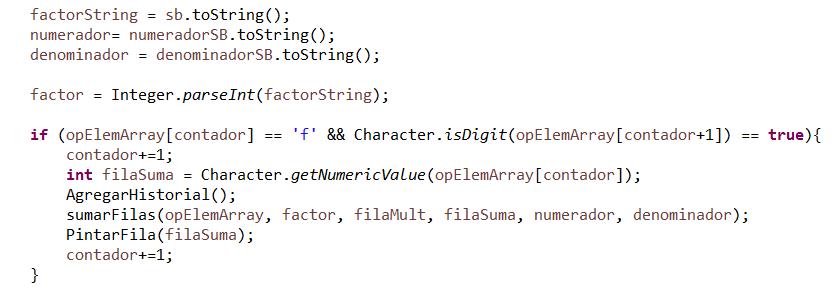 factorString = sb.toString();
numerador= numeradorSB.toString();
denominador = denominadorSB.toString();

factor = Integer.parseInt(factorString);

if (opElemArray[contador] == 'f' && Character.isDigit(opElemArray[contador+1]) == true){
    contador+=1;
    int filaSuma = Character.getNumericValue(opElemArray[contador]);
    AgregarHistorial();
    sumarFilas(opElemArray, factor, filaMult, filaSuma, numerador, denominador);
    PintarFila(filaSuma);
    contador+=1;
}